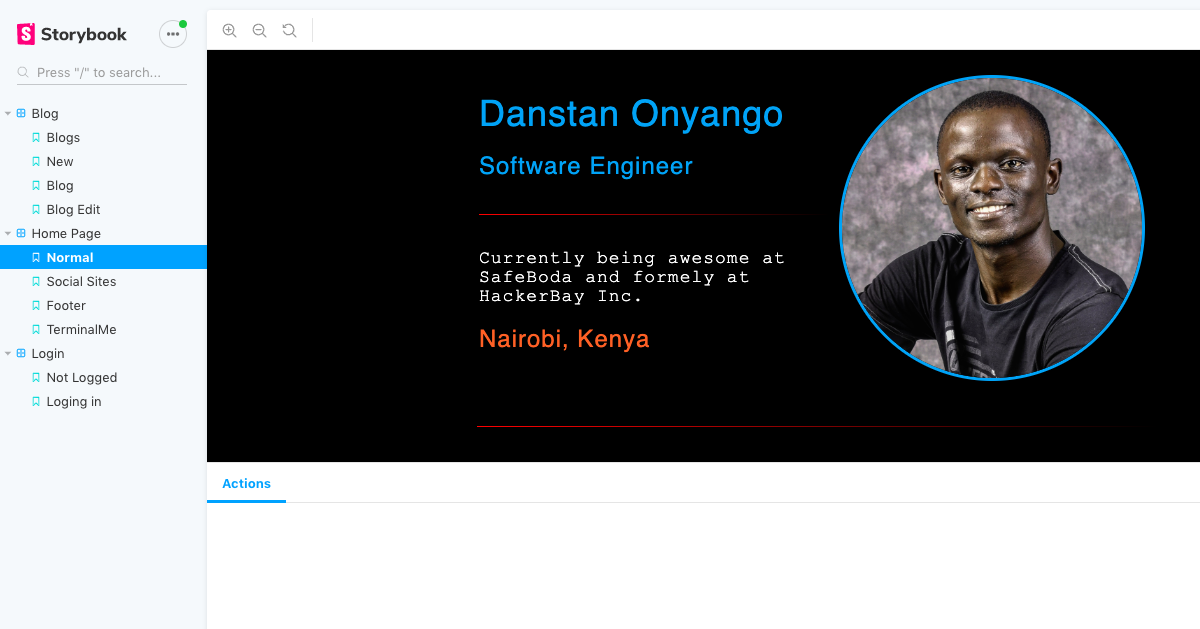 Storybook
Press "/" to search...
Blog
Blogs
New
Blog
Blog Edit
Home Page
Normal
Social Sites
Footer
TerminalMe
Login
Not Logged
Loging in
Danstan Onyango
Software Engineer
Currently being awesome at
SafeBoda and formely at
HackerBay Inc.
Nairobi, Kenya
Actions